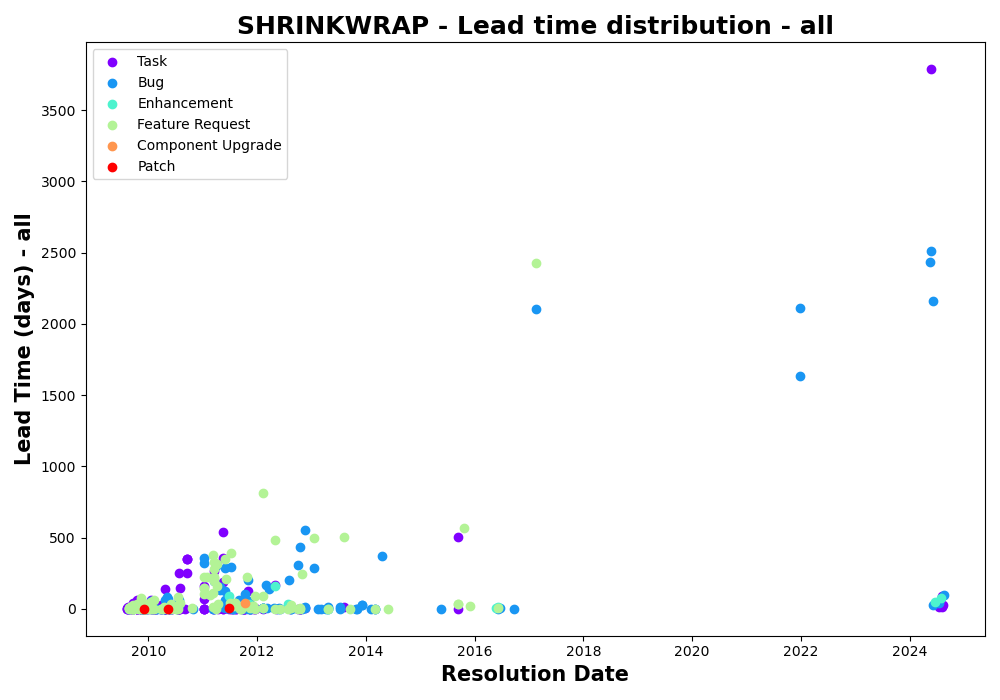 SHRINKWRAP - Lead time distribution - all
Task
Bug
Enhancement
Feature Request
Component Upgrade
Patch
Lead Time (days) - all
3500
3000
2500
2000
1500
1000
500
0
2010 2012 2014 2016 2018 2020 2022 2024
Resolution Date